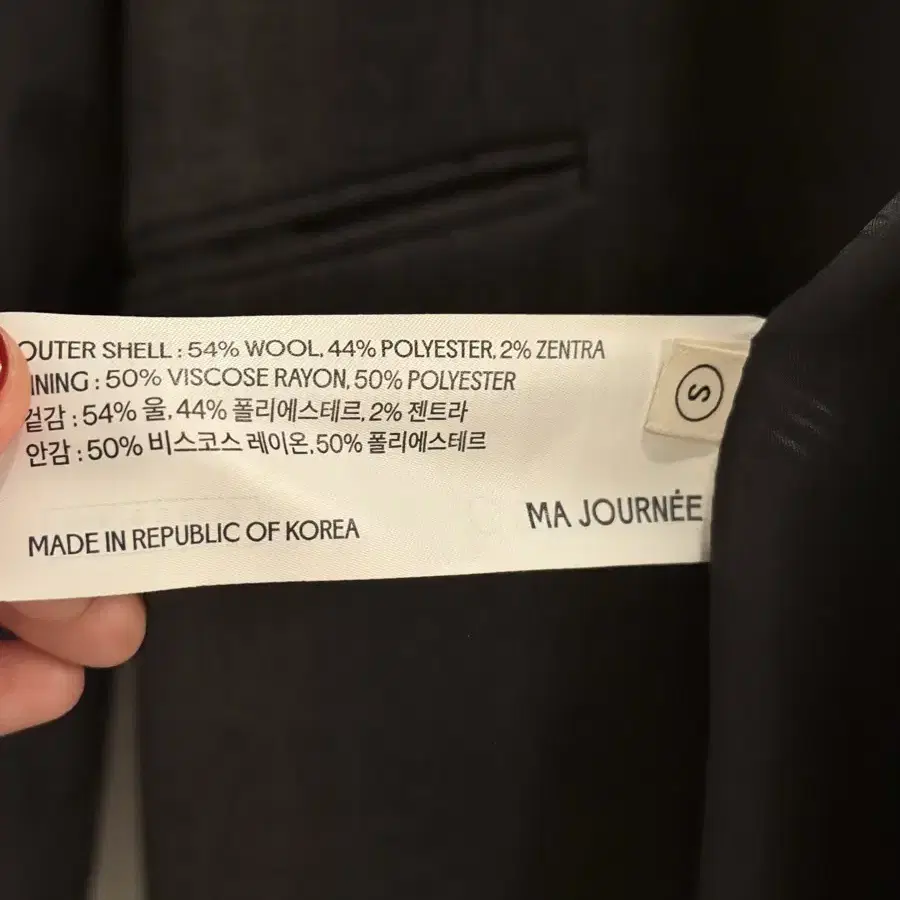 OUTER SHELL : 54% WOOL, 44% POLYESTER, 2% ZENTRA
LINING : 50% VISCOSE RAYON, 50% POLYESTER
겉감 : 54% 울, 44% 폴리에스테르, 2% 젠트라
안감 : 50% 비스코스 레이온, 50% 폴리에스테르
S
MA JOURNÉE
MADE IN REPUBLIC OF KOREA